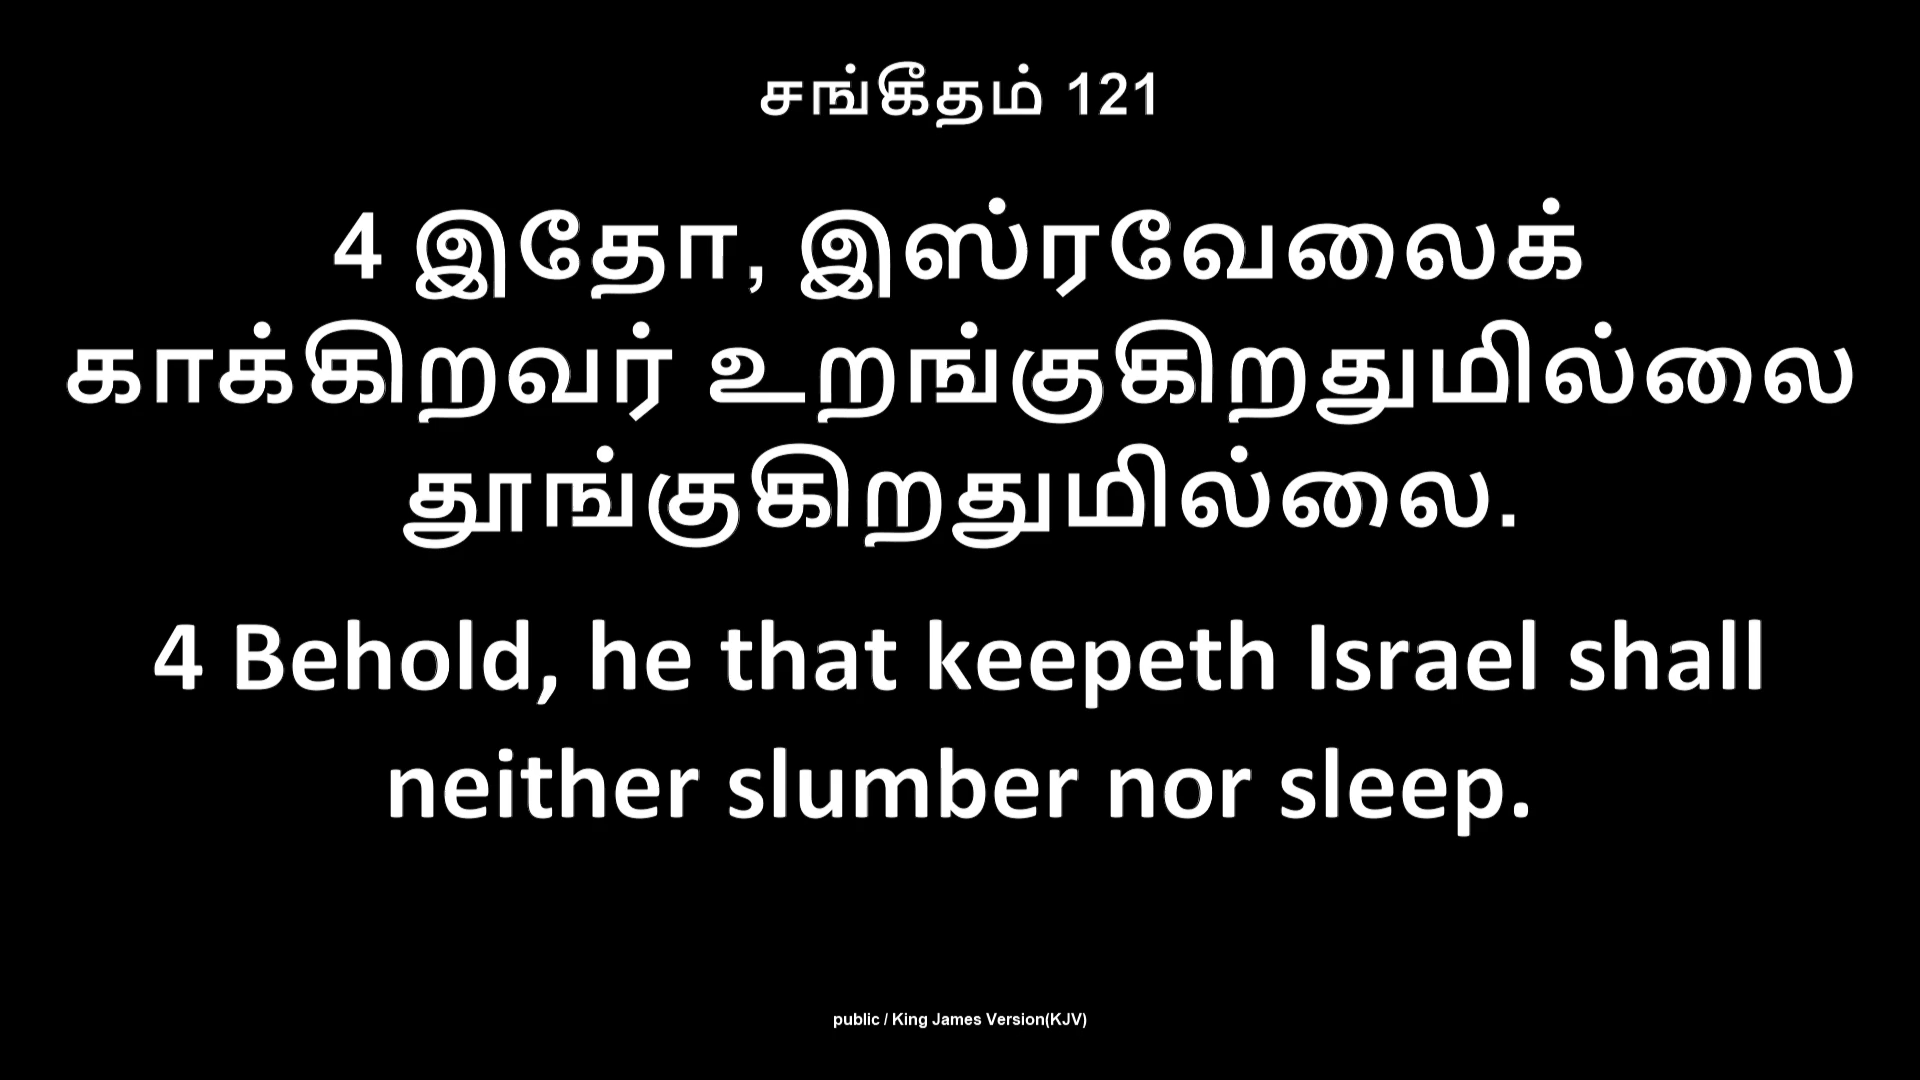 சங்கீதம் 121
4 இதோ, இஸ்ரவேலைக்
காக்கிறவர் உறங்குகிறதுமில்லை
தூங்குகிறதுமில்லை.
4 Behold, he that keepeth Israel shall
neither slumber nor sleep.
public / King James Version(KJV)